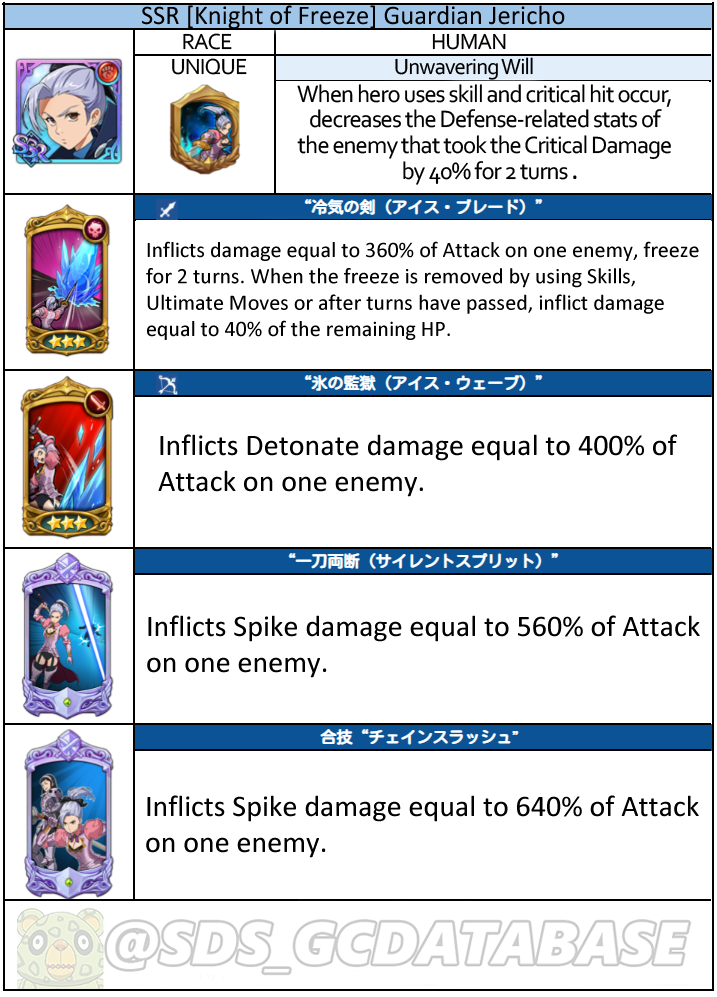 SSR [Knight of Freeze] Guardian Jericho
RACE
HUMAN
UNIQUE
Unwavering Will
SSR
When hero uses skill and critical hit occur,
decreases the Defense-related stats of
the enemy that took the Critical Damage
by 40% for 2 turns .
“冷気の剣（アイス・ブレード）”
Inflicts damage equal to 360% of Attack on one enemy, freeze
for 2 turns. When the freeze is removed by using Skills,
Ultimate Moves or after turns have passed, inflict damage
equal to 40% of the remaining HP.
“氷の監獄（アイス・ウェーブ）”
Inflicts Detonate damage equal to 400% of
Attack on one enemy.
“一刀両断（サイレントスプリット）”
Inflicts Spike damage equal to 560% of Attack
on one enemy.
合技“チェインスラッシュ”
Inflicts Spike damage equal to 640% of Attack
on one enemy.
@SDS_GCDATABASE